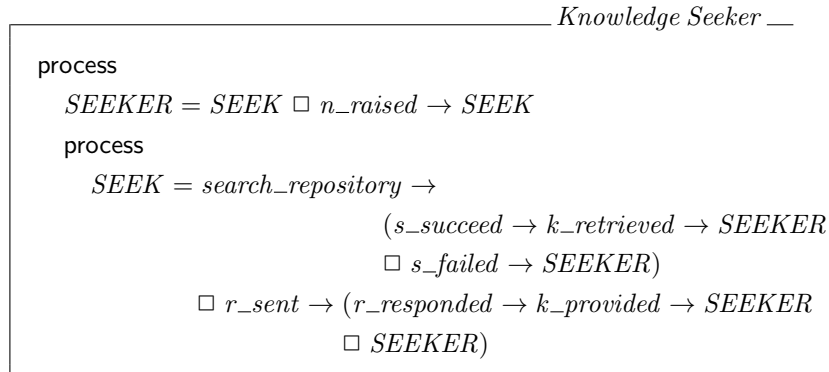 Knowledge Seeker
process
SEEKER = SEEK □ n_raised → SEEK
process
SEEK = search_repository →
(s_succeed → k_retrieved → SEEKER
□ s_failed → SEEKER)
□ r_sent → (r_responded → k_provided → SEEKER
□ SEEKER)